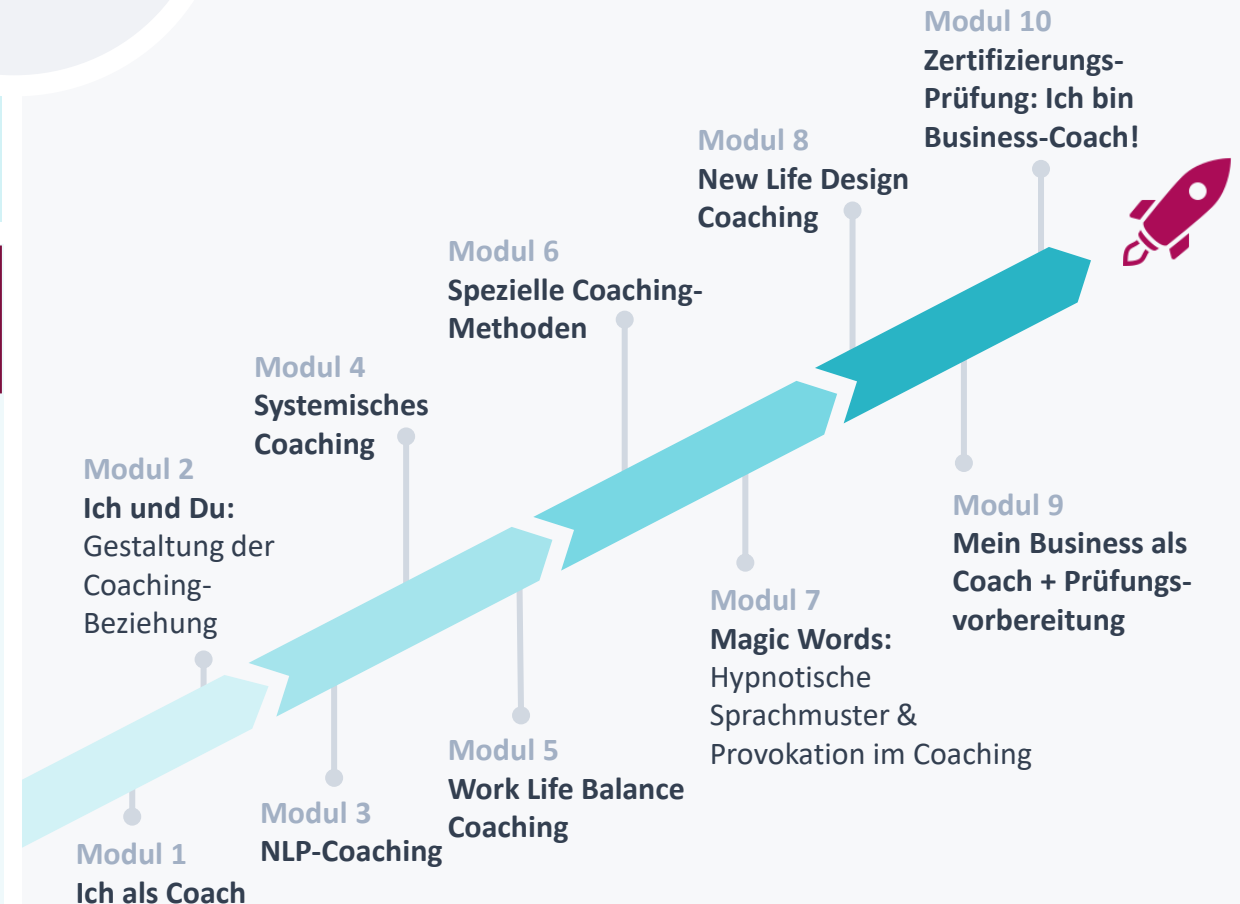 Modul 1
Ich als Coach
Modul 2
Ich und Du:
Gestaltung der
Coaching-
Beziehung
Modul 3
NLP-Coaching
Modul 4
Systemisches
Coaching
Modul 5
Work Life Balance
Coaching
Modul 6
Spezielle Coaching-
Methoden
Modul 7
Magic Words:
Hypnotische
Sprachmuster &
Provokation im Coaching
Modul 8
New Life Design
Coaching
Modul 9
Mein Business als
Coach + Prüfungs-
vorbereitung
Modul 10
Zertifizierungs-
Prüfung: Ich bin
Business-Coach!